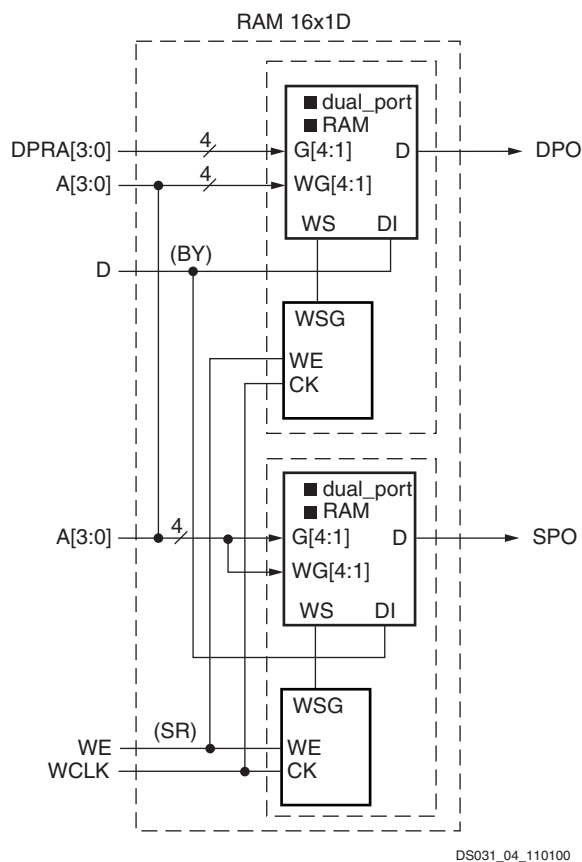 RAM 16x1D
dual_port
RAM
DPRA[3:0] 4 G[4:1] D DPO
A[3:0] 4 WG[4:1]
WS DI
D (BY)
WSG
WE
CK
dual_port
RAM
A[3:0] 4 G[4:1] D SPO
WG[4:1]
WS DI
WSG
WE (SR) WE
WCLK CK
DS031_04_110100